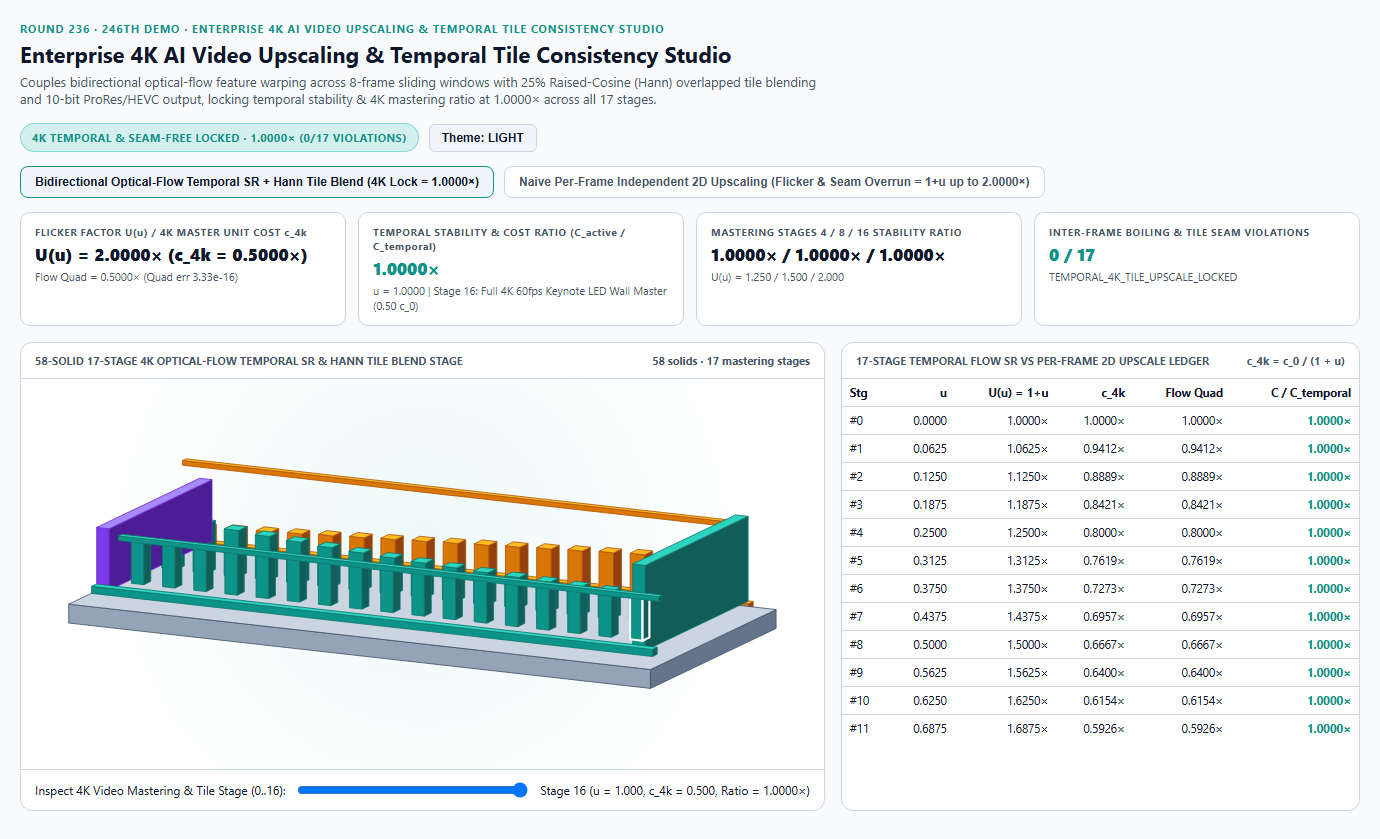 ROUND 236 · 246TH DEMO · ENTERPRISE 4K AI VIDEO UPSCALING & TEMPORAL TILE CONSISTENCY STUDIO
Enterprise 4K AI Video Upscaling & Temporal Tile Consistency Studio
Couples bidirectional optical-flow feature warping across 8-frame sliding windows with 25% Raised-Cosine (Hann) overlapped tile blending
and 10-bit ProRes/HEVC output, locking temporal stability & 4K mastering ratio at 1.0000× across all 17 stages.
4K TEMPORAL & SEAM-FREE LOCKED · 1.0000× (0/17 VIOLATIONS)
Theme: LIGHT
Bidirectional Optical-Flow Temporal SR + Hann Tile Blend (4K Lock = 1.0000×)
Naive Per-Frame Independent 2D Upscaling (Flicker & Seam Overrun = 1+u up to 2.0000×)
FLICKER FACTOR U(u) / 4K MASTER UNIT COST c_4k
U(u) = 2.0000× (c_4k = 0.5000×)
Flow Quad = 0.5000× (Quad err 3.33e-16)
TEMPORAL STABILITY & COST RATIO (C_active /
C_temporal)
1.0000×
u = 1.0000 | Stage 16: Full 4K 60fps Keynote LED Wall Master
(0.50 c_0)
MASTERING STAGES 4 / 8 / 16 STABILITY RATIO
1.0000× / 1.0000× / 1.0000×
U(u) = 1.250 / 1.500 / 2.000
INTER-FRAME BOILING & TILE SEAM VIOLATIONS
0 / 17
TEMPORAL_4K_TILE_UPSCALE_LOCKED
58-SOLID 17-STAGE 4K OPTICAL-FLOW TEMPORAL SR & HANN TILE BLEND STAGE
58 solids · 17 mastering stages
Inspect 4K Video Mastering & Tile Stage (0..16):
Stage 16 (u = 1.000, c_4k = 0.500, Ratio = 1.0000×)
17-STAGE TEMPORAL FLOW SR VS PER-FRAME 2D UPSCALE LEDGER
c_4k = c_0 / (1 + u)
Stg u U(u) = 1+u c_4k Flow Quad C / C_temporal
#0 0.0000 1.0000× 1.0000× 1.0000× 1.0000×
#1 0.0625 1.0625× 0.9412× 0.9412× 1.0000×
#2 0.1250 1.1250× 0.8889× 0.8889× 1.0000×
#3 0.1875 1.1875× 0.8421× 0.8421× 1.0000×
#4 0.2500 1.2500× 0.8000× 0.8000× 1.0000×
#5 0.3125 1.3125× 0.7619× 0.7619× 1.0000×
#6 0.3750 1.3750× 0.7273× 0.7273× 1.0000×
#7 0.4375 1.4375× 0.6957× 0.6957× 1.0000×
#8 0.5000 1.5000× 0.6667× 0.6667× 1.0000×
#9 0.5625 1.5625× 0.6400× 0.6400× 1.0000×
#10 0.6250 1.6250× 0.6154× 0.6154× 1.0000×
#11 0.6875 1.6875× 0.5926× 0.5926× 1.0000×